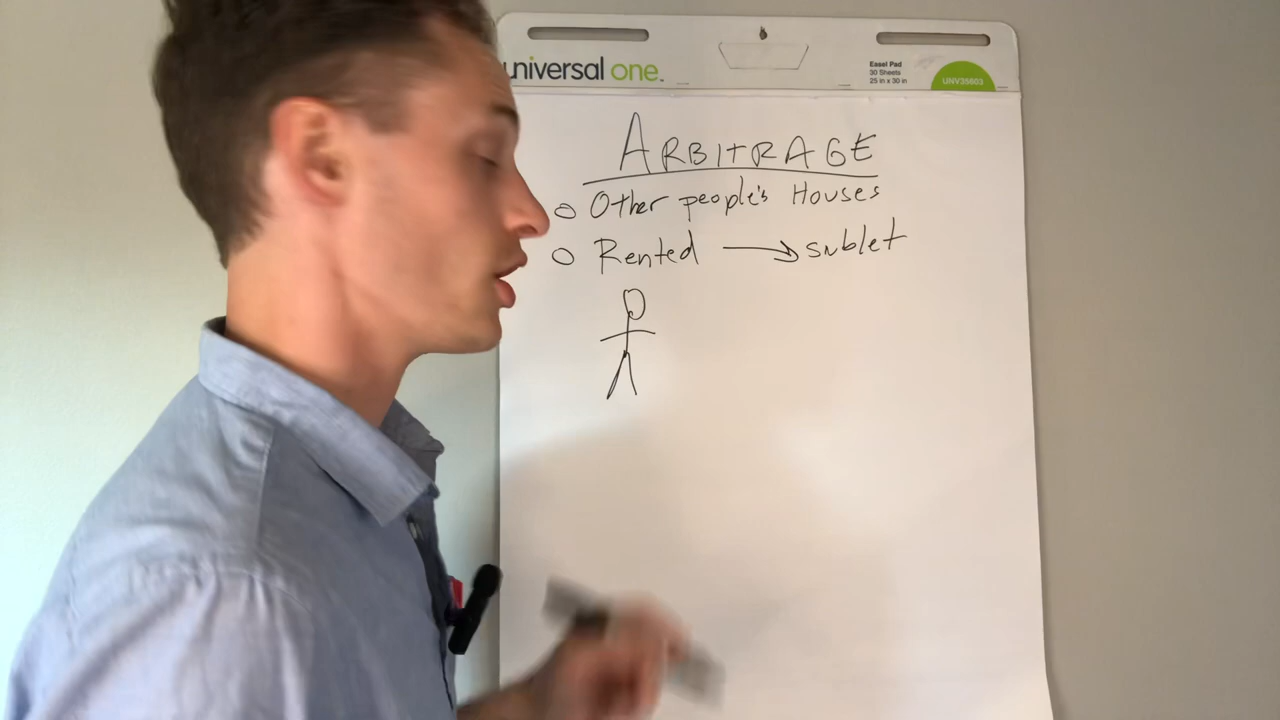 universal one
Easel Pad
30 Sheets
25 in x 30 in
UNV35603
ARBITRAGE
Other people's Houses
Rented → sublet